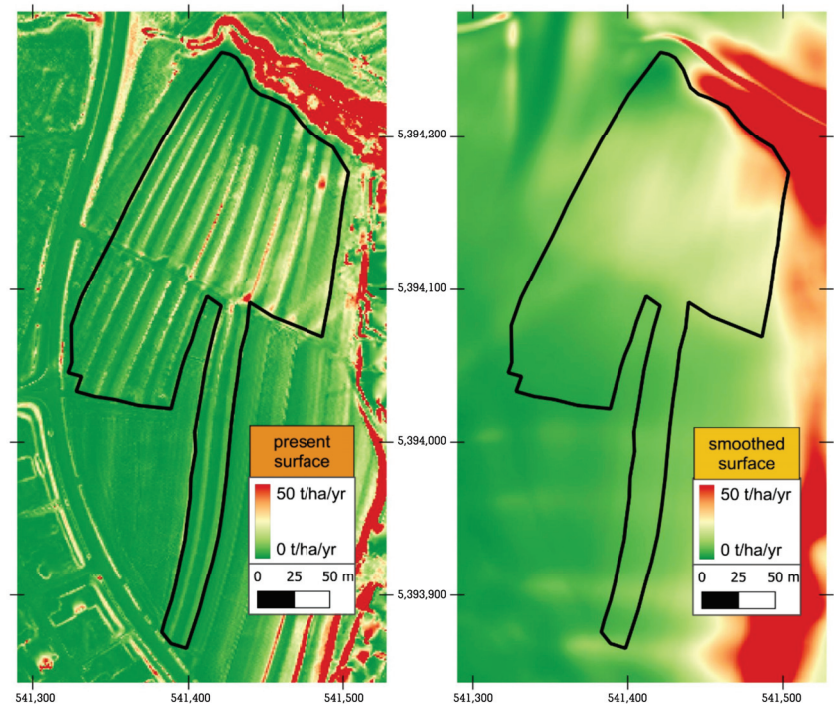 5,394,200
5,394,100
5,394,000
5,393,900
present
surface
50 t/ha/yr
0 t/ha/yr
0 25 50 m
541,300 541,400 541,500
smoothed
surface
50 t/ha/yr
0 t/ha/yr
0 25 50 m
541,300 541,400 541,500